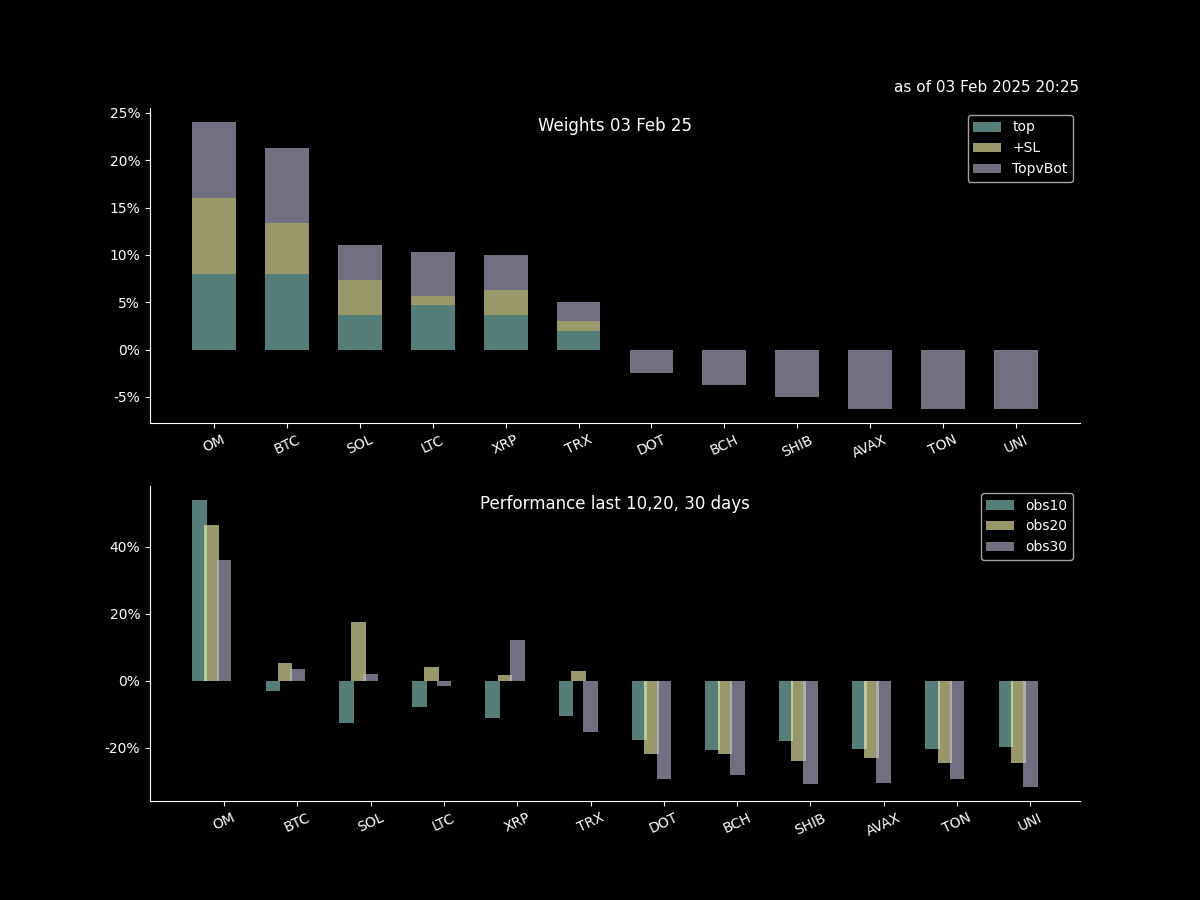 as of 03 Feb 2025 20:25
Weights 03 Feb 25
top
+SL
TopvBot
25%
20%
15%
10%
5%
0%
-5%
OM BTC SOL LTC XRP TRX DOT BCH SHIB AVAX TON UNI
Performance last 10,20, 30 days
obs10
obs20
obs30
40%
20%
0%
-20%
OM BTC SOL LTC XRP TRX DOT BCH SHIB AVAX TON UNI